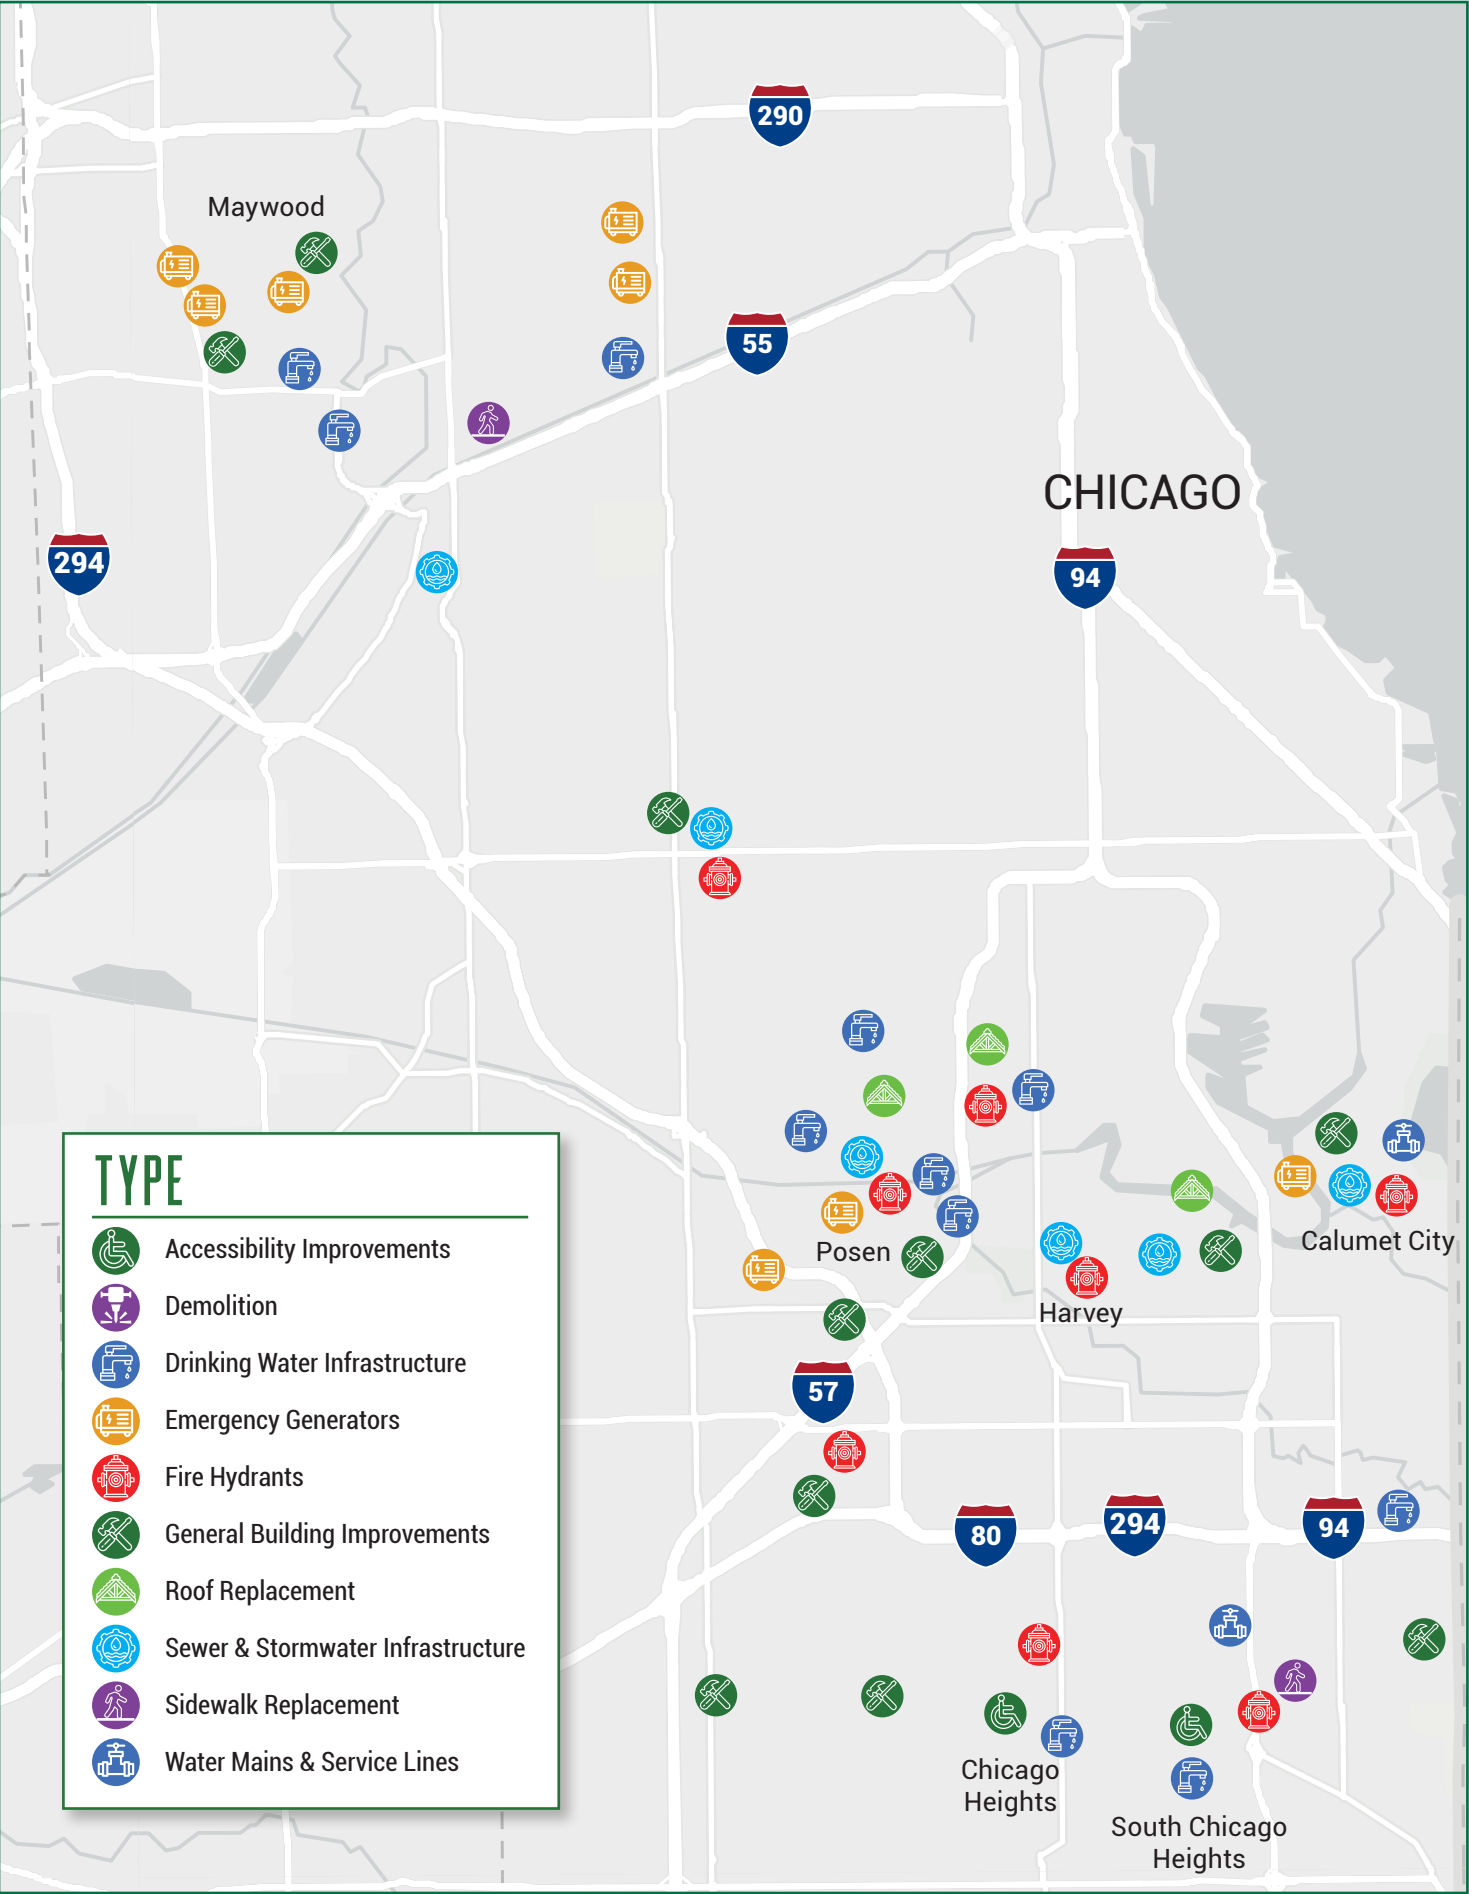 290
Maywood
55
CHICAGO
294
94
Calumet City
Posen
Harvey
57
80
294
94
Chicago
Heights
South Chicago
Heights
TYPE
Accessibility Improvements
Demolition
Drinking Water Infrastructure
Emergency Generators
Fire Hydrants
General Building Improvements
Roof Replacement
Sewer & Stormwater Infrastructure
Sidewalk Replacement
Water Mains & Service Lines